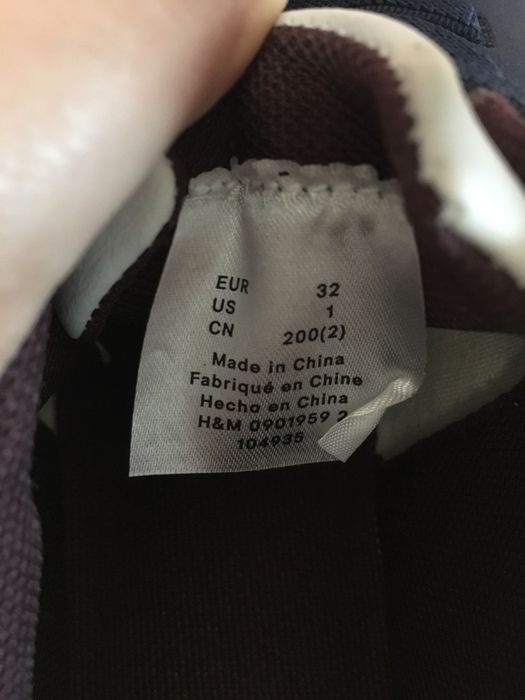 EUR 32
US 1
CN 200(2)
Made in China
Fabriqué en Chine
Hecho en China
H&M 0901959 2
104935